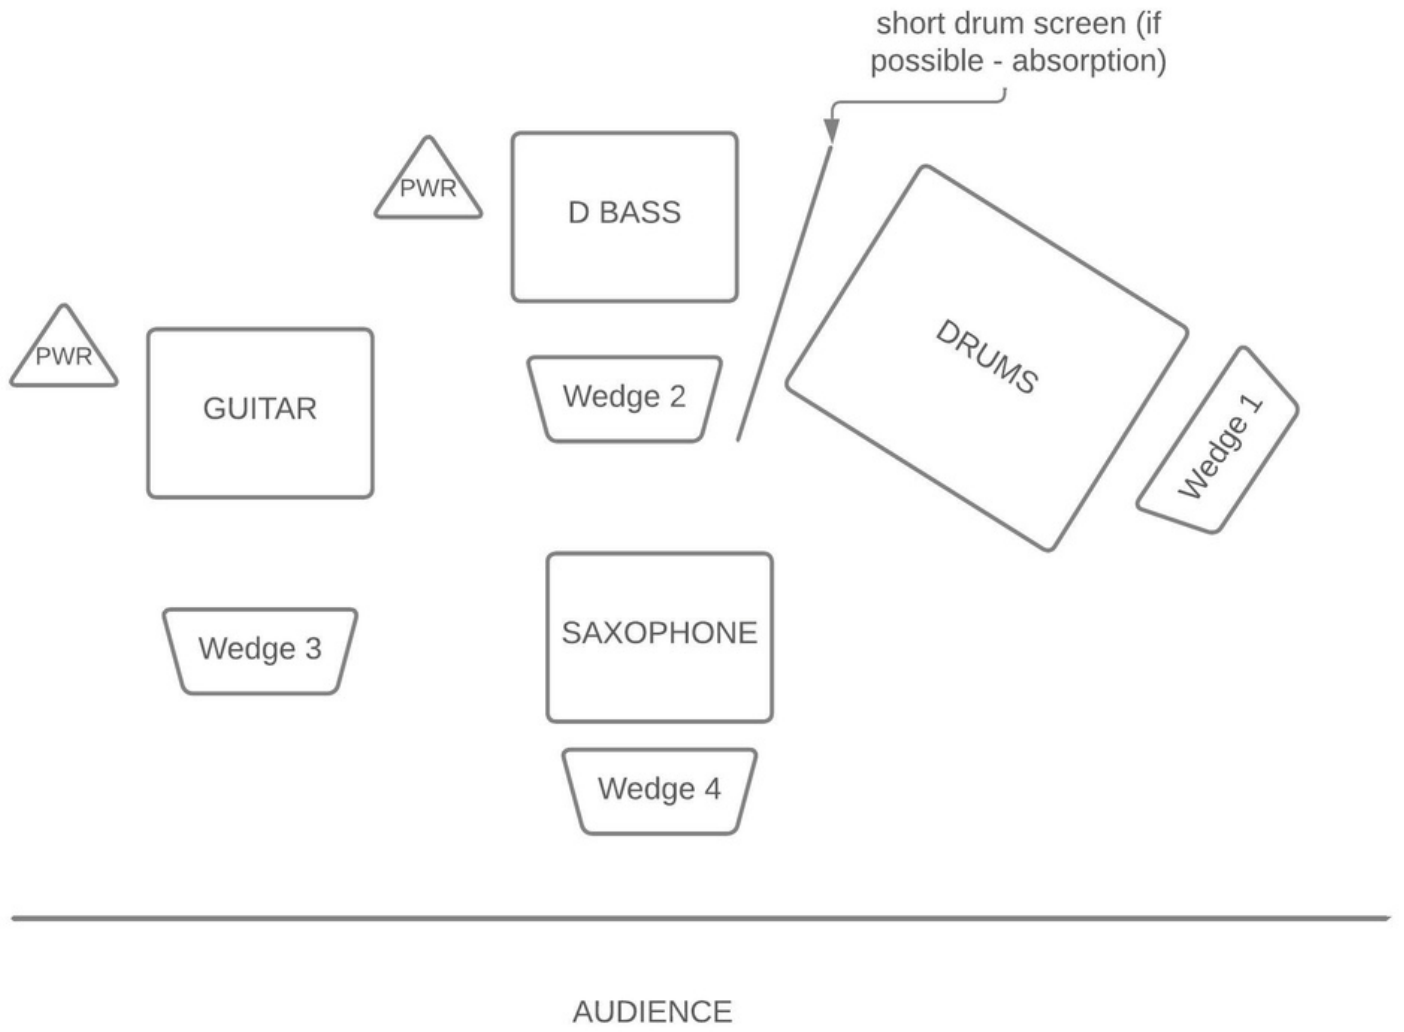 short drum screen (if
possible - absorption)
PWR
D BASS
PWR
GUITAR
Wedge 2
DRUMS
Wedge 1
SAXOPHONE
Wedge 3
Wedge 4
AUDIENCE